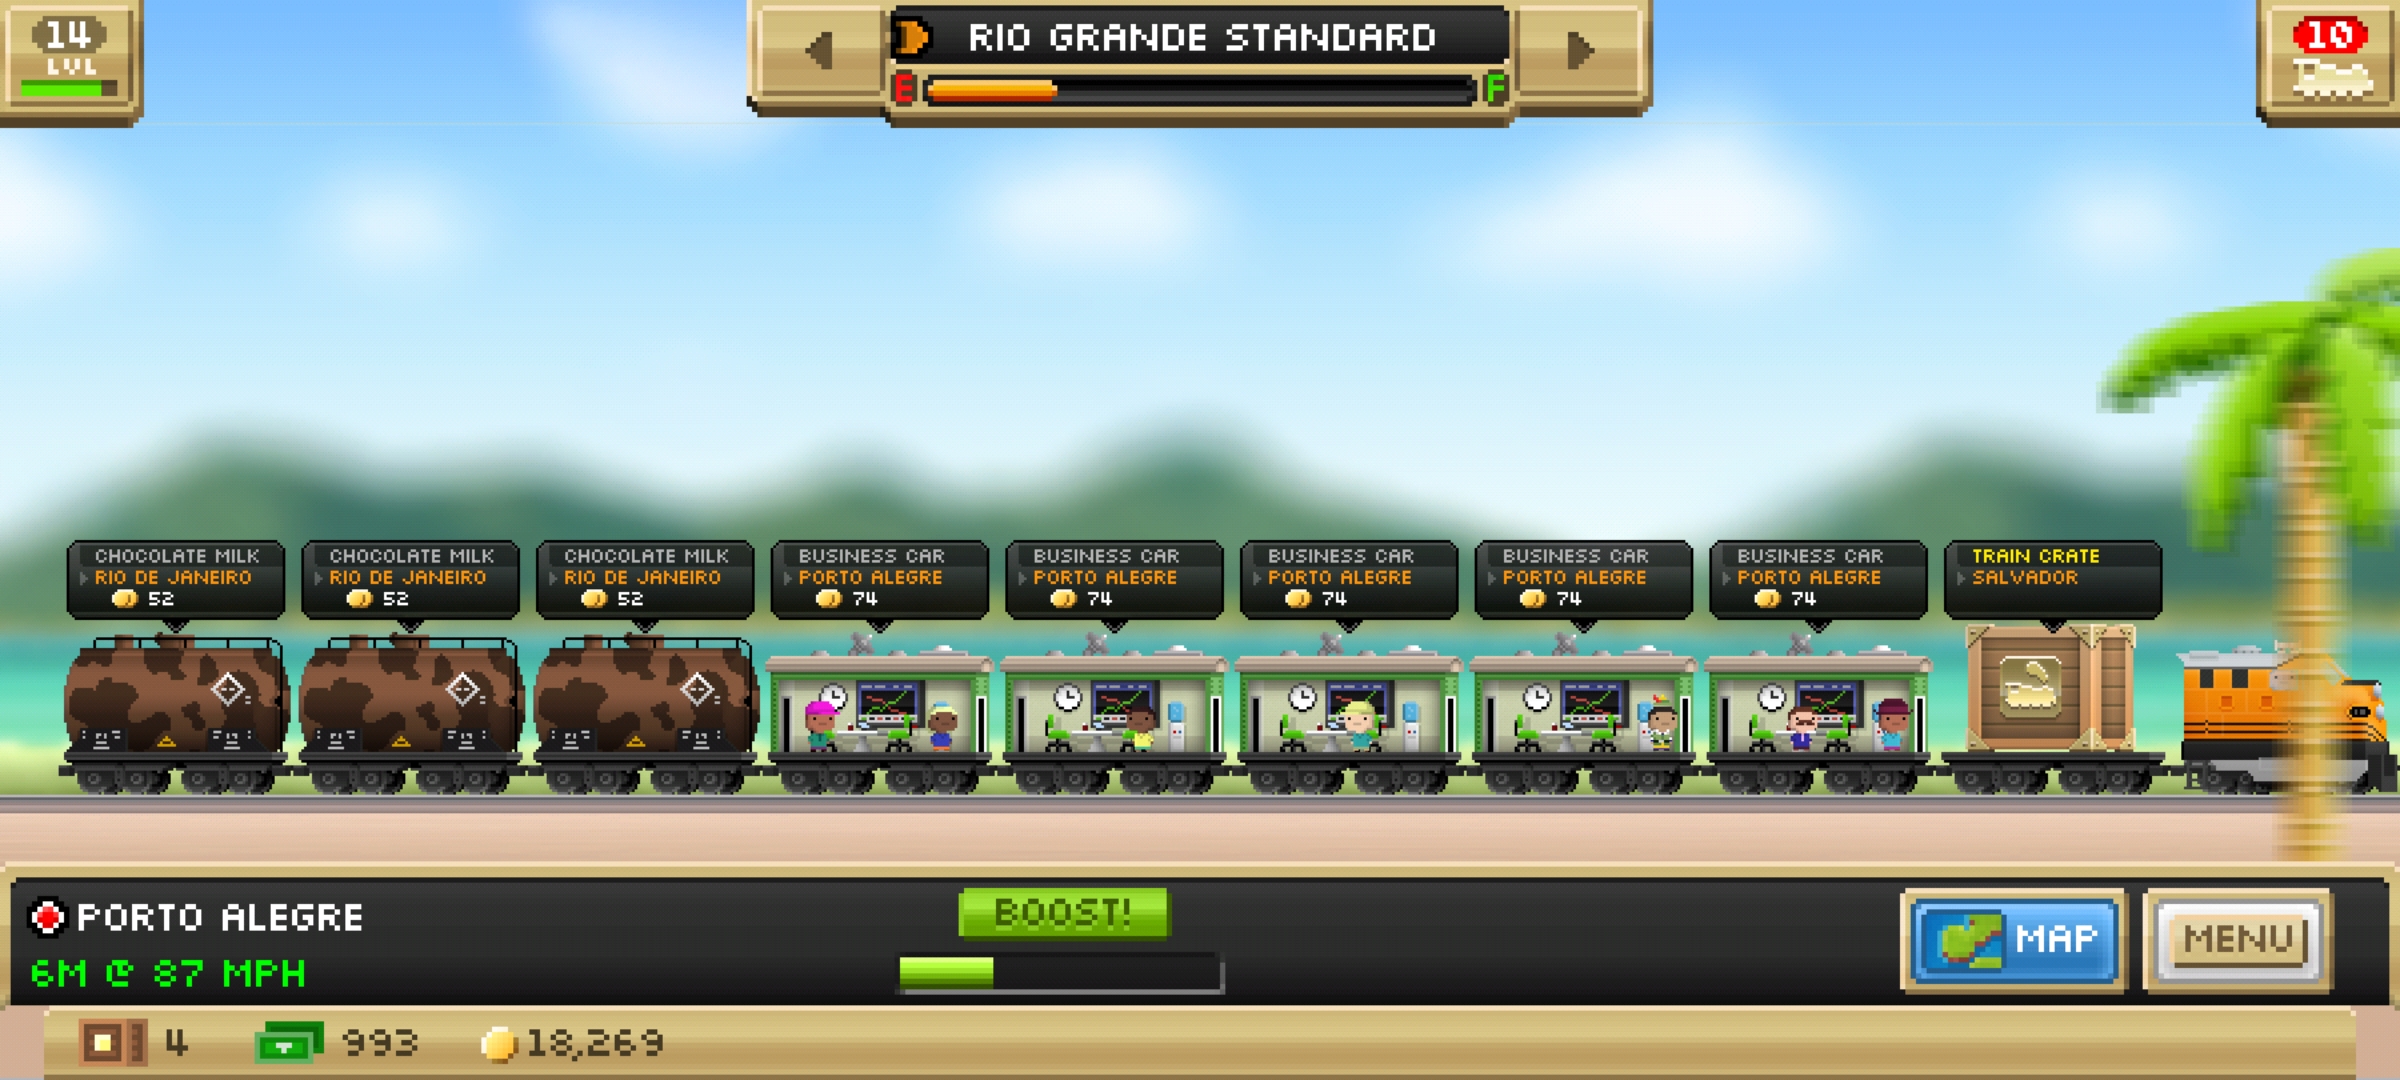 14
LVL
RIO GRANDE STANDARD
E F
10
CHOCOLATE MILK
RIO DE JANEIRO
52
CHOCOLATE MILK
RIO DE JANEIRO
52
CHOCOLATE MILK
RIO DE JANEIRO
52
BUSINESS CAR
PORTO ALEGRE
74
BUSINESS CAR
PORTO ALEGRE
74
BUSINESS CAR
PORTO ALEGRE
74
BUSINESS CAR
PORTO ALEGRE
74
BUSINESS CAR
PORTO ALEGRE
74
TRAIN CRATE
SALVADOR
PORTO ALEGRE
6M @ 87 MPH
BOOST!
MAP
MENU
4 993 18,269